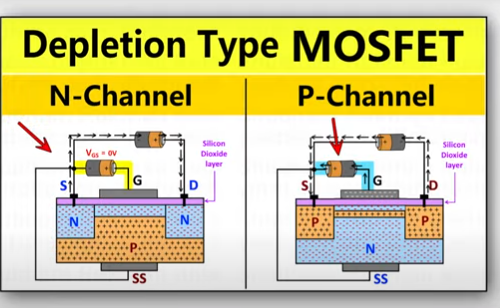 Depletion Type MOSFET
N-Channel
P-Channel
VGS = 0V
Silicon
Dioxide
layer
S
G
D
N
N
P
SS
Silicon
Dioxide
layer
S
G
D
P
P
N
SS